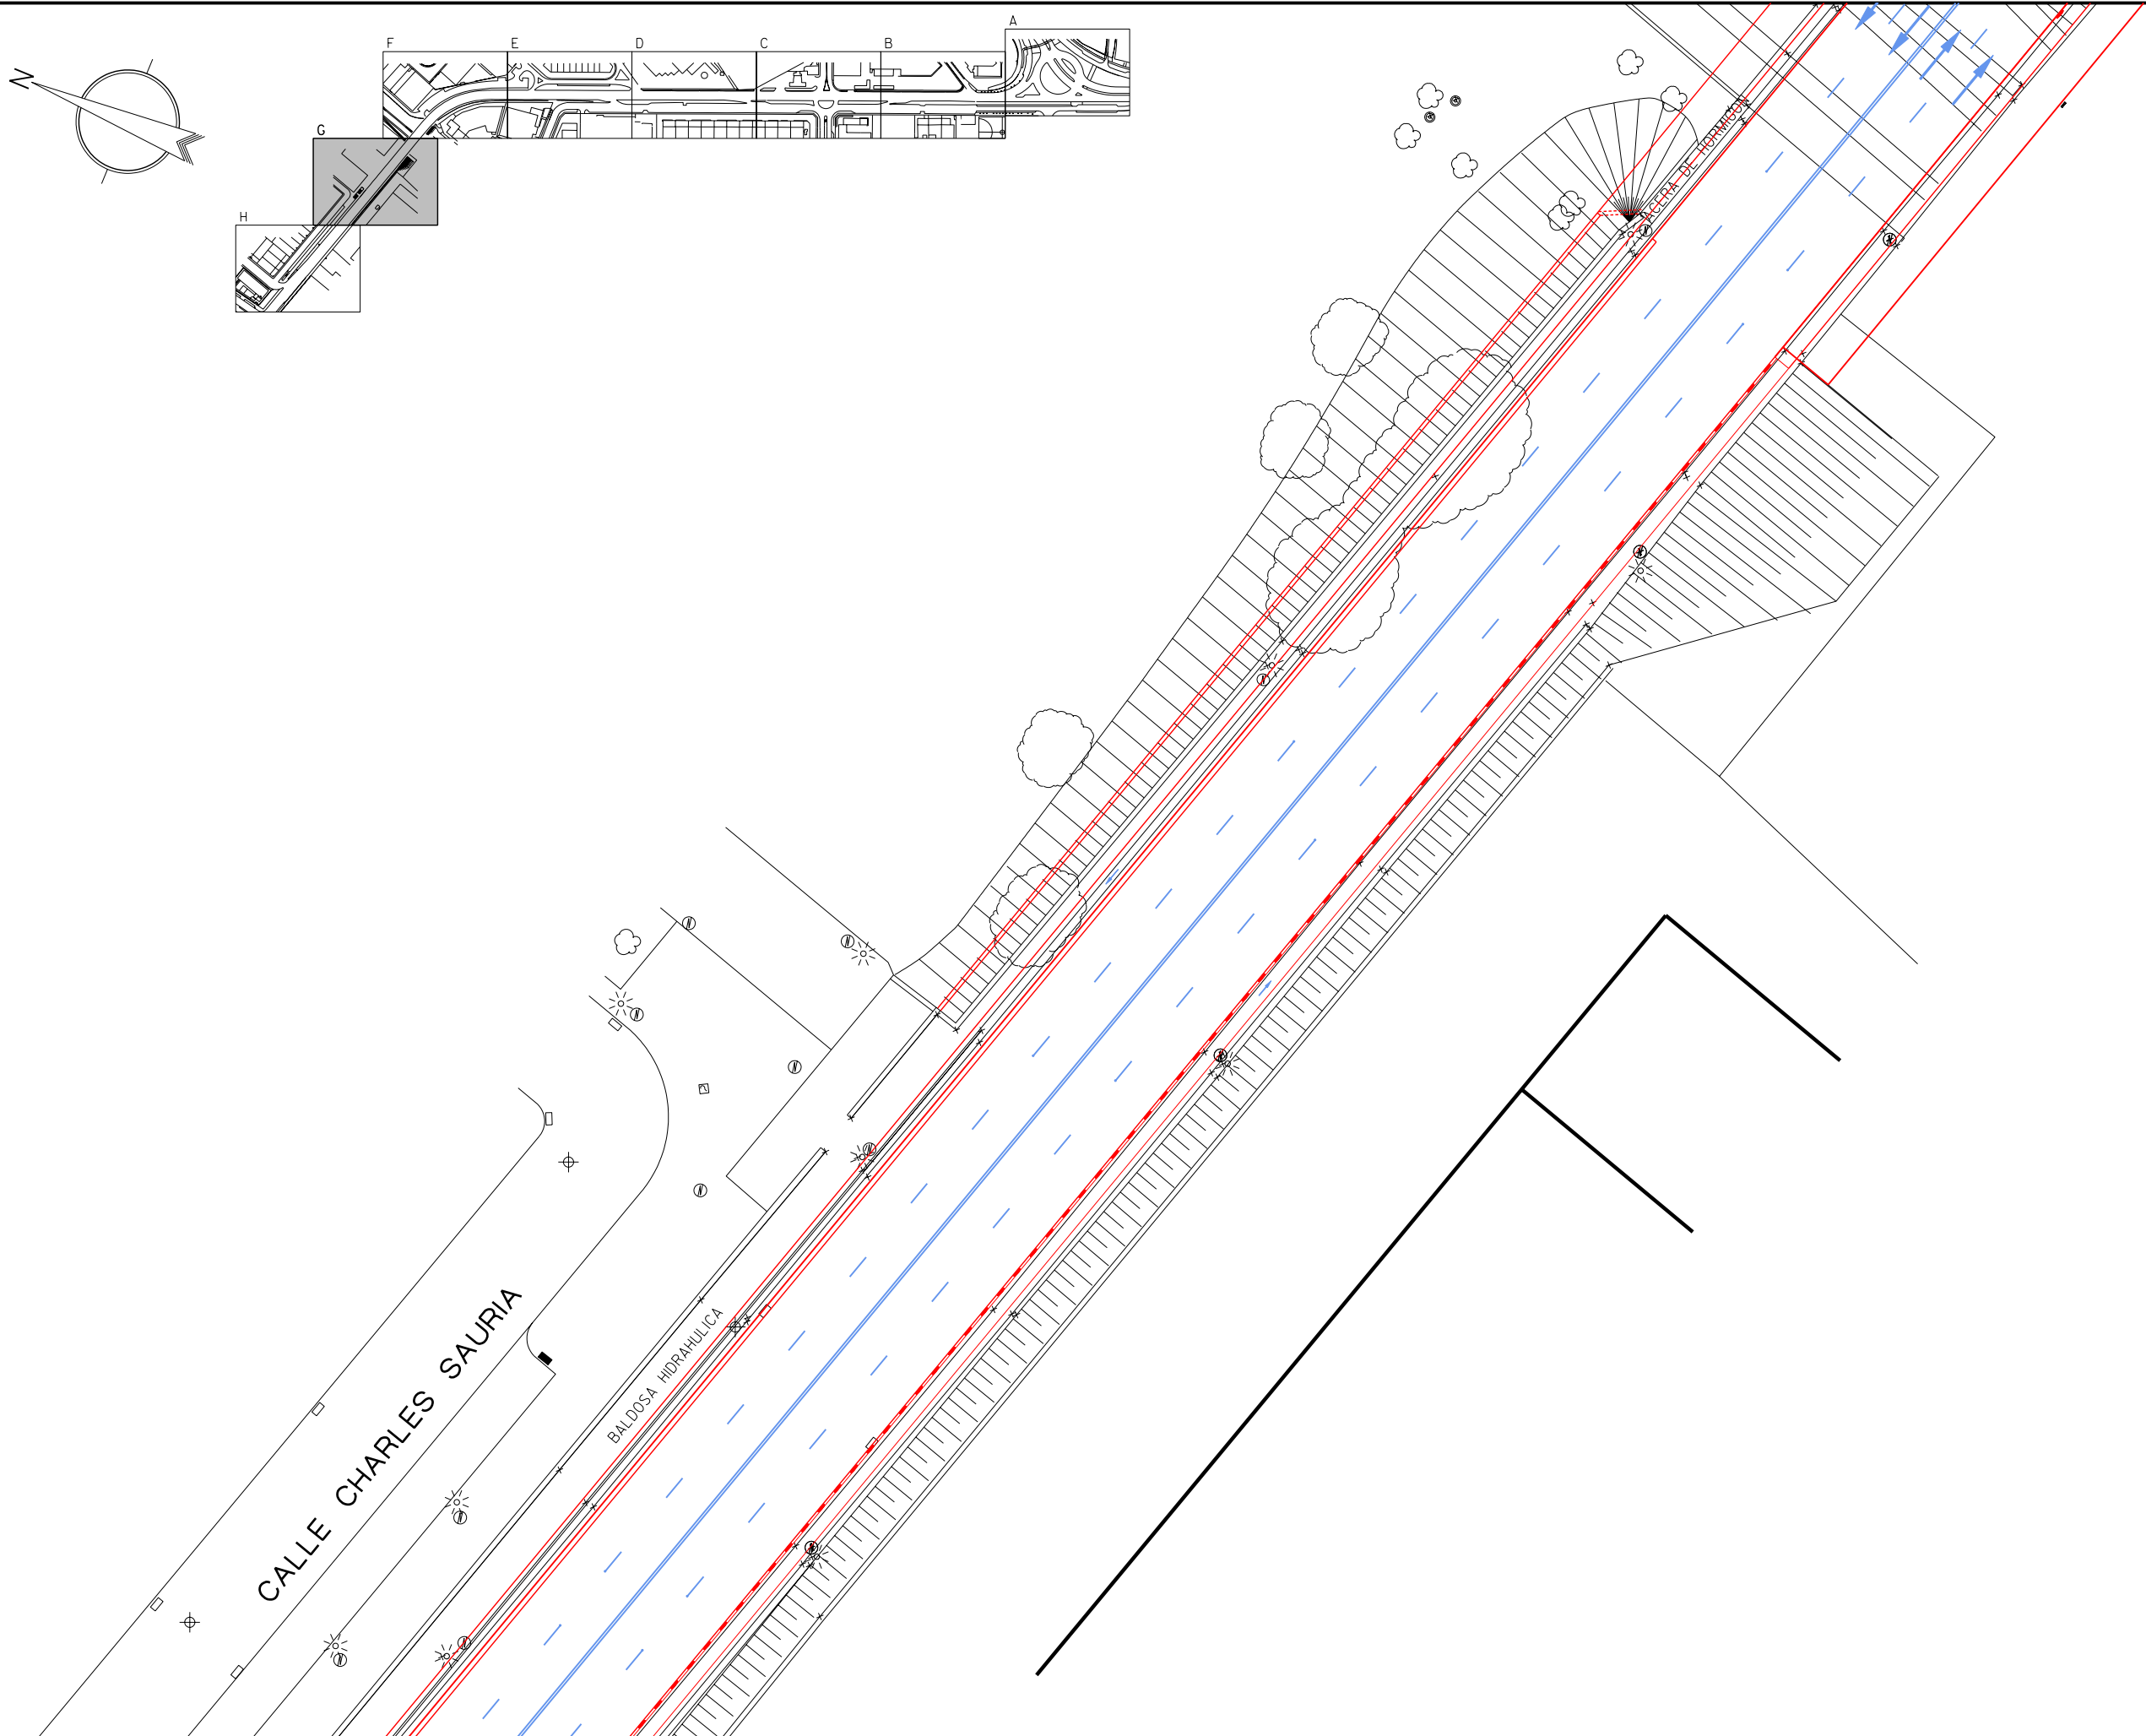 A
F E D C B
N
G
H
ACERA DE HORMIGON
BALDOSA HIDRAHULICA
CALLE CHARLES SAURIA